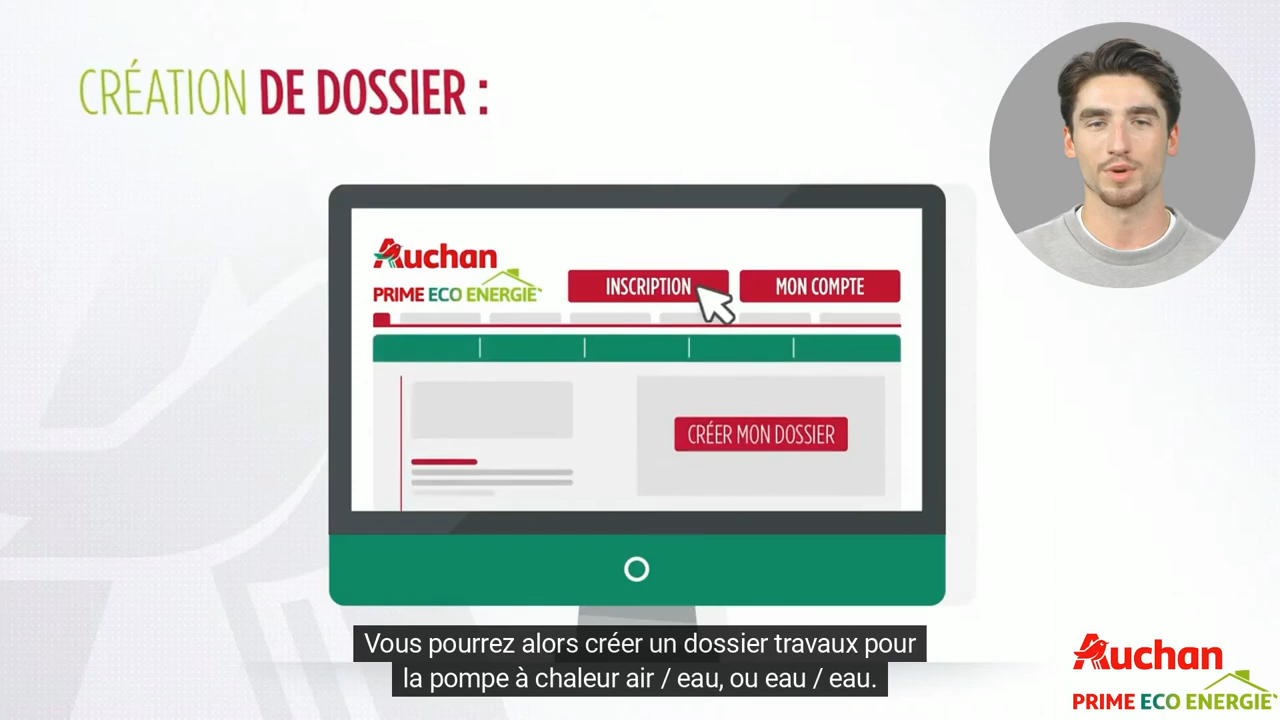 CRÉATION DE DOSSIER :
Auchan
PRIME ECO ENERGIE
INSCRIPTION
MON COMPTE
CRÉER MON DOSSIER
Vous pourrez alors créer un dossier travaux pour
la pompe à chaleur air / eau, ou eau / eau.
Auchan
PRIME ECO ENERGIE